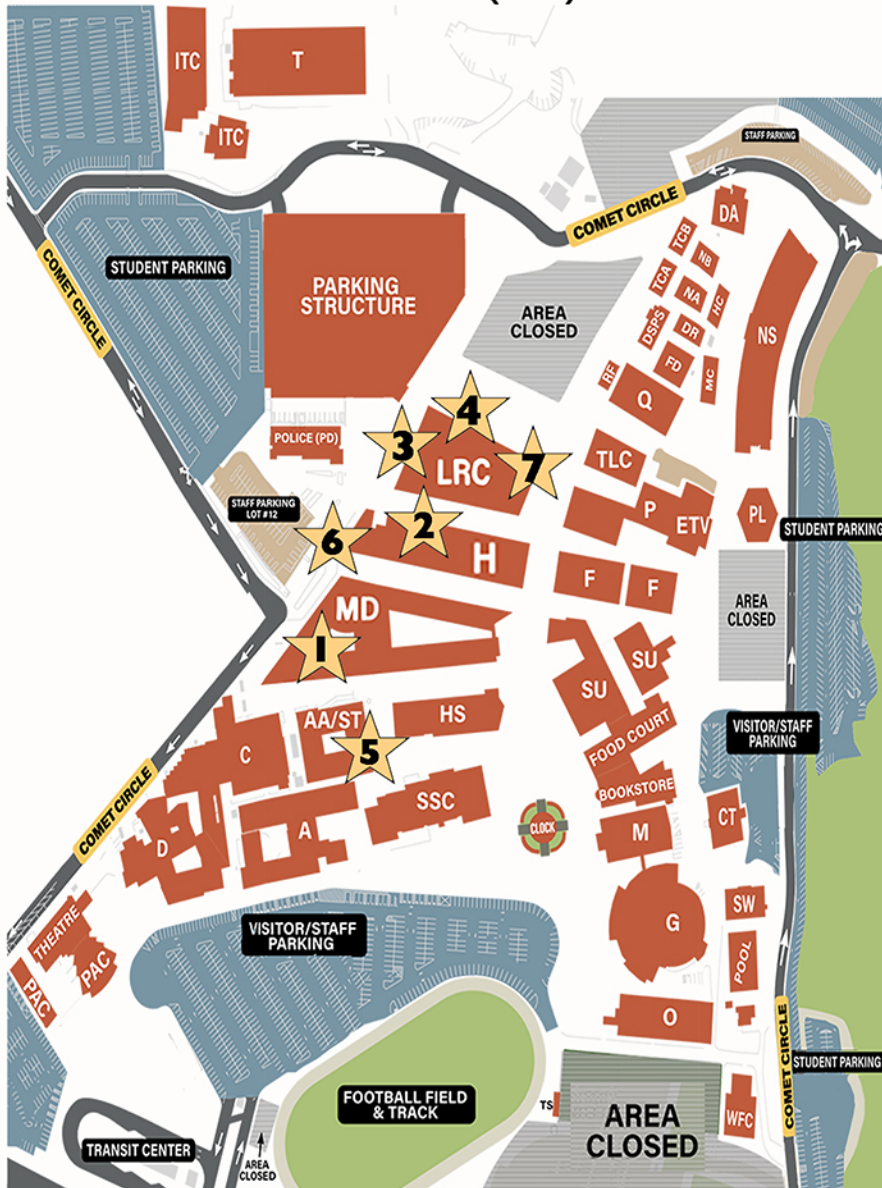 ITC
T
ITC
STAFF PARKING
COMET CIRCLE
DA
TCB
NB
TCA
NA
HC
DSPS
DR
NS
COMET CIRCLE
STUDENT PARKING
PARKING
STRUCTURE
AREA
CLOSED
FD
MC
RF
Q
4
3
POLICE (PD)
LRC
7
TLC
STAFF PARKING
LOT #12
2
6
H
P
ETV
PL
STUDENT PARKING
F
F
AREA
CLOSED
MD
1
SU
SU
AA/ST
HS
5
C
FOOD COURT
VISITOR/STAFF
PARKING
BOOKSTORE
COMET CIRCLE
SSC
A
D
CLOCK
M
CT
THEATRE
PAC
PAC
VISITOR/STAFF
PARKING
G
SW
POOL
O
COMET CIRCLE
STUDENT PARKING
FOOTBALL FIELD
& TRACK
TS
AREA
CLOSED
WFC
TRANSIT CENTER
AREA
CLOSED